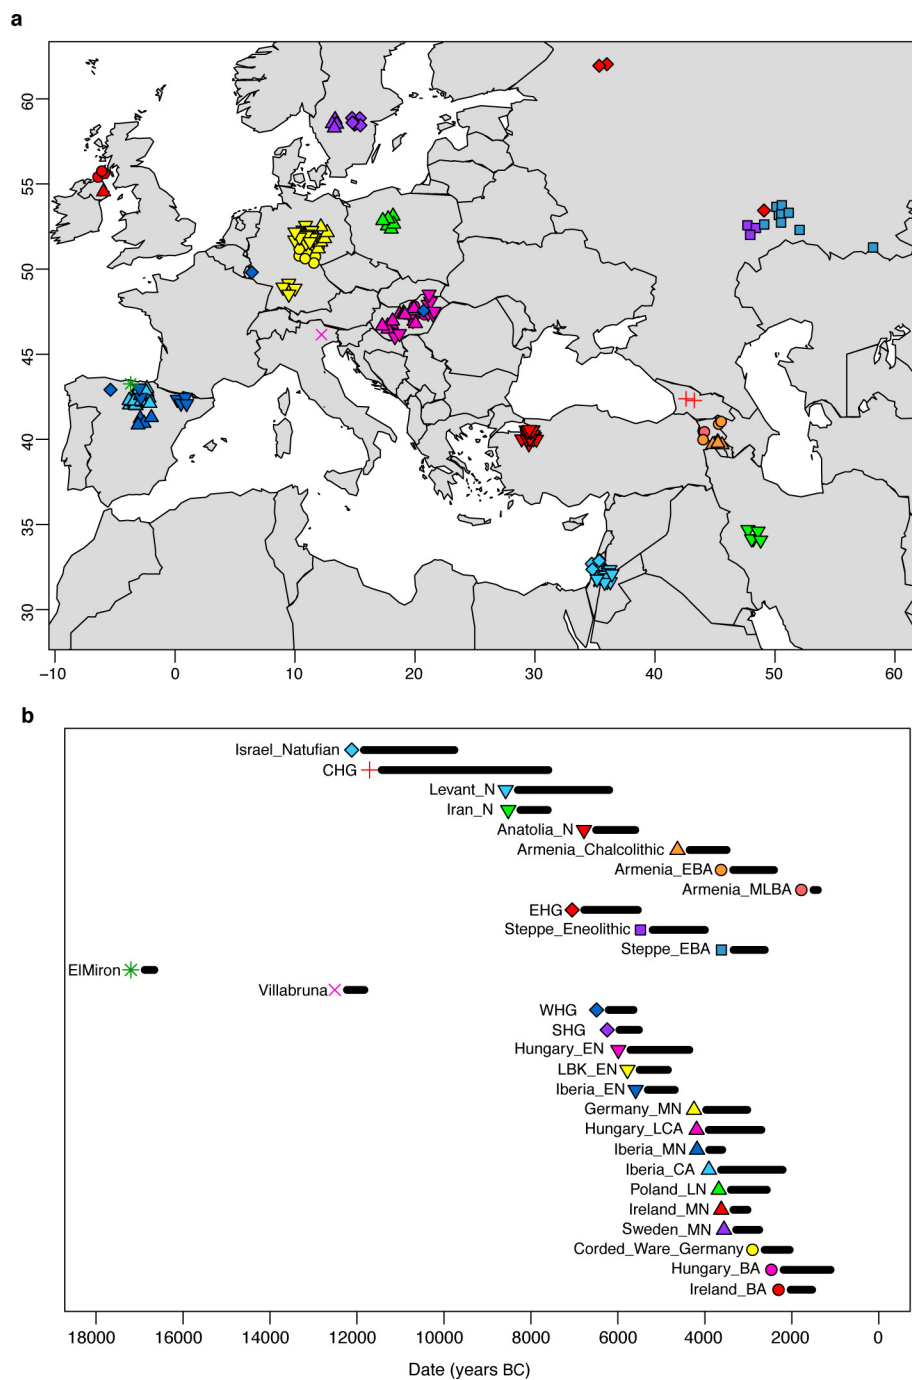 a
60
55
50
45
40
35
30
−10 0 10 20 30 40 50 60
b
Israel_Natufian
CHG
Levant_N
Iran_N
Anatolia_N
Armenia_Chalcolithic
Armenia_EBA
Armenia_MLBA
EHG
Steppe_Eneolithic
Steppe_EBA
ElMiron
Villabruna
WHG
SHG
Hungary_EN
LBK_EN
Iberia_EN
Germany_MN
Hungary_LCA
Iberia_MN
Iberia_CA
Poland_LN
Ireland_MN
Sweden_MN
Corded_Ware_Germany
Hungary_BA
Ireland_BA
18000 16000 14000 12000 10000 8000 6000 4000 2000 0
Date (years BC)